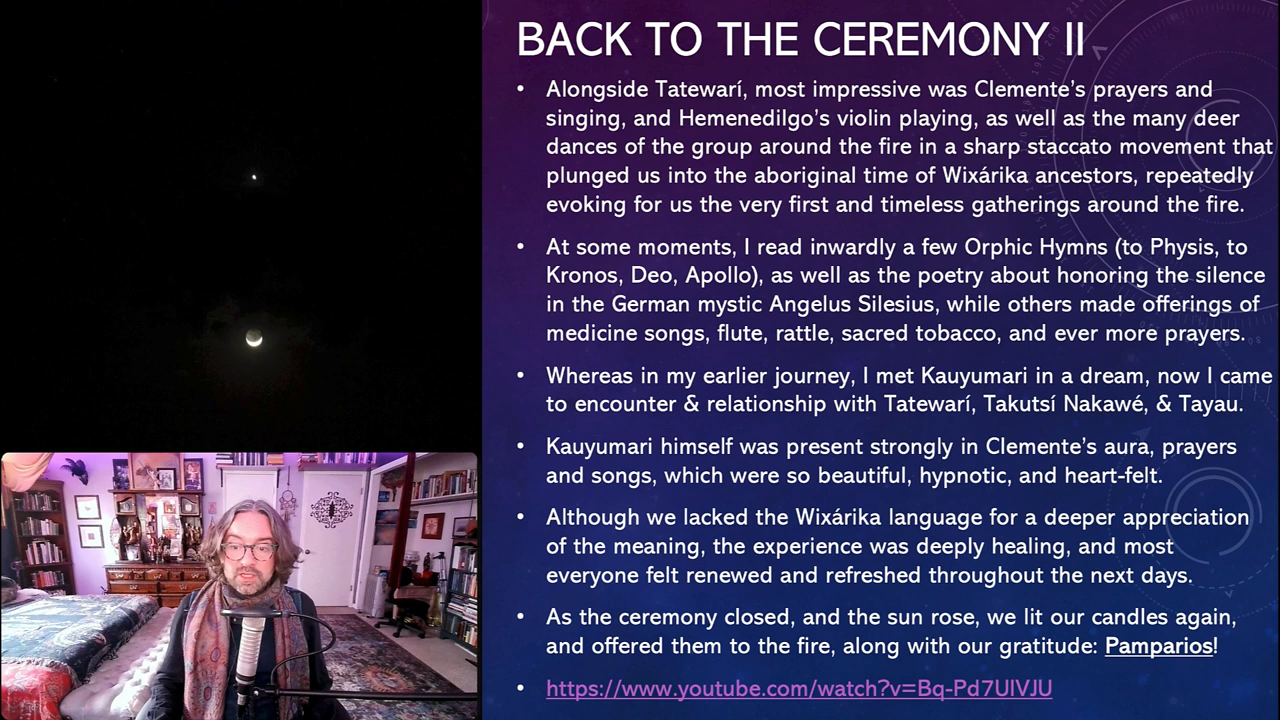 BACK TO THE CEREMONY II
• Alongside Tatewarí, most impressive was Clemente's prayers and
singing, and Hemenedilgo's violin playing, as well as the many deer
dances of the group around the fire in a sharp staccato movement that
plunged us into the aboriginal time of Wixárika ancestors, repeatedly
evoking for us the very first and timeless gatherings around the fire.
• At some moments, I read inwardly a few Orphic Hymns (to Physis, to
Kronos, Deo, Apollo), as well as the poetry about honoring the silence
in the German mystic Angelus Silesius, while others made offerings of
medicine songs, flute, rattle, sacred tobacco, and ever more prayers.
• Whereas in my earlier journey, I met Kauyumari in a dream, now I came
to encounter & relationship with Tatewarí, Takutsí Nakawé, & Tayau.
• Kauyumari himself was present strongly in Clemente's aura, prayers
and songs, which were so beautiful, hypnotic, and heart-felt.
• Although we lacked the Wixárika language for a deeper appreciation
of the meaning, the experience was deeply healing, and most
everyone felt renewed and refreshed throughout the next days.
• As the ceremony closed, and the sun rose, we lit our candles again,
and offered them to the fire, along with our gratitude: Pamparios!
• https://www.youtube.com/watch?v=Bq-Pd7UlVJU